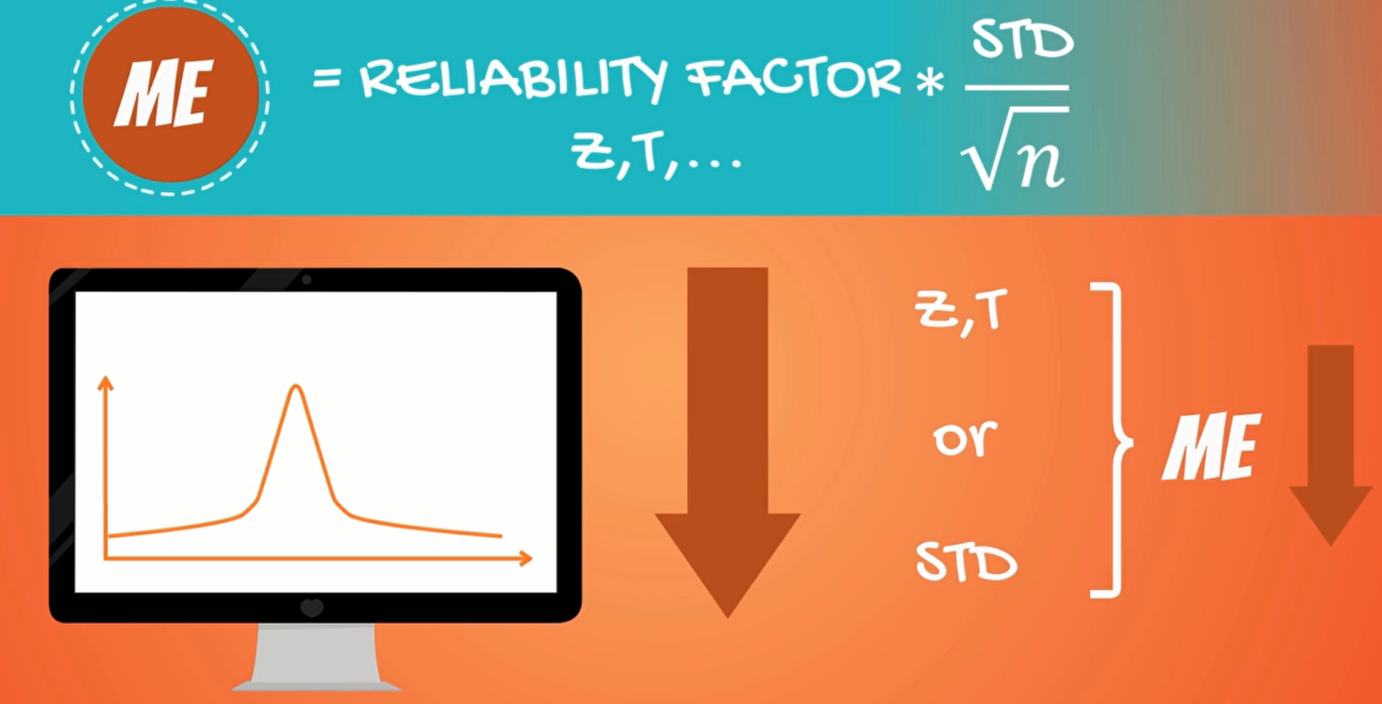 ME = RELIABILITY FACTOR * STD / √n
Z,T,...
Z,T
or
STD
ME